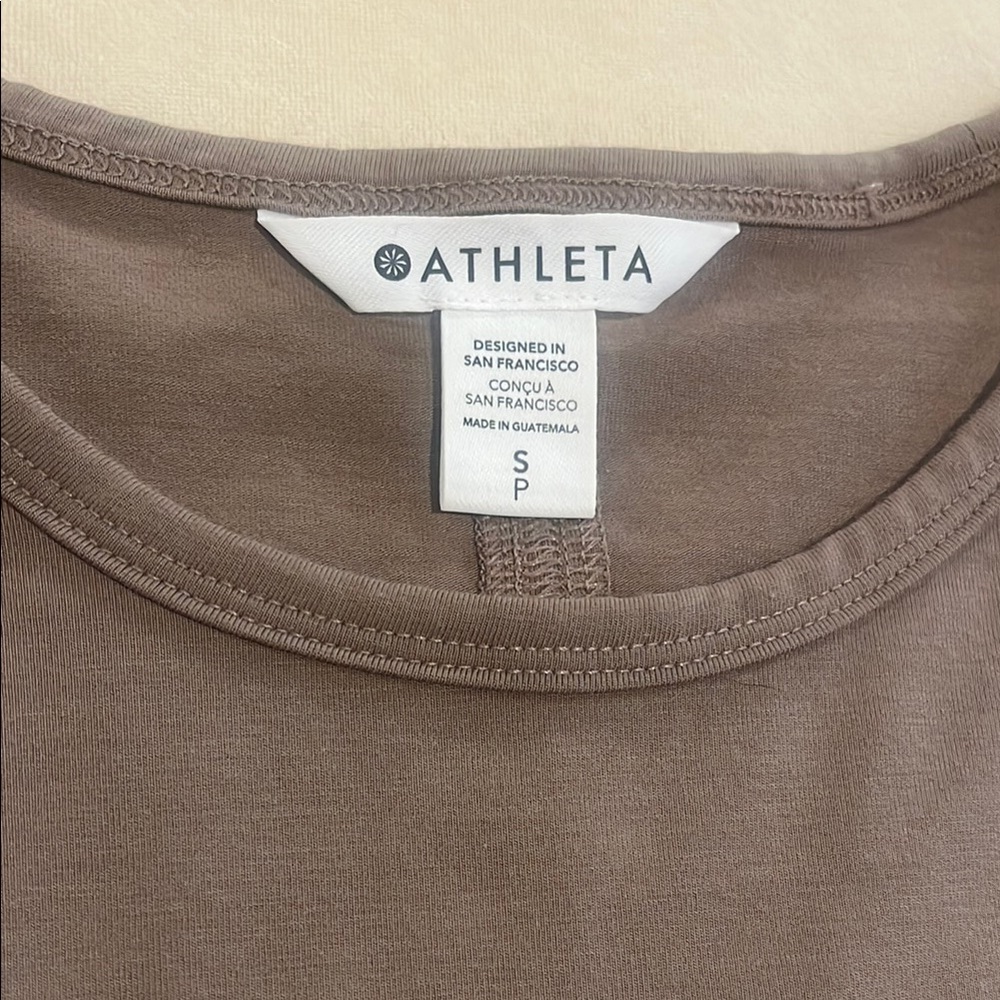 ATHLETA
DESIGNED IN
SAN FRANCISCO
CONÇU À
SAN FRANCISCO
MADE IN GUATEMALA
S
P